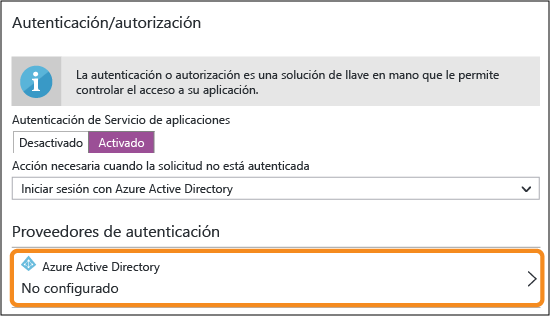 Autenticación/autorización
La autenticación o autorización es una solución de llave en mano que le permite
controlar el acceso a su aplicación.
Autenticación de Servicio de aplicaciones
Desactivado Activado
Acción necesaria cuando la solicitud no está autenticada
Iniciar sesión con Azure Active Directory
Proveedores de autenticación
Azure Active Directory
No configurado